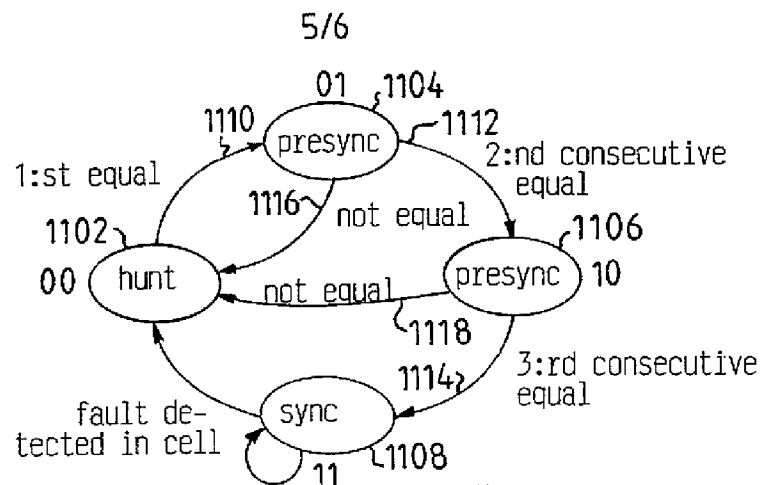 5/6
01
1104
presync
1110
1112
1:st equal
2:nd consecutive
equal
1116
not equal
1102
1106
00
hunt
presync
10
not equal
1118
1114
3:rd consecutive
equal
fault de-
tected in cell
sync
11
1108